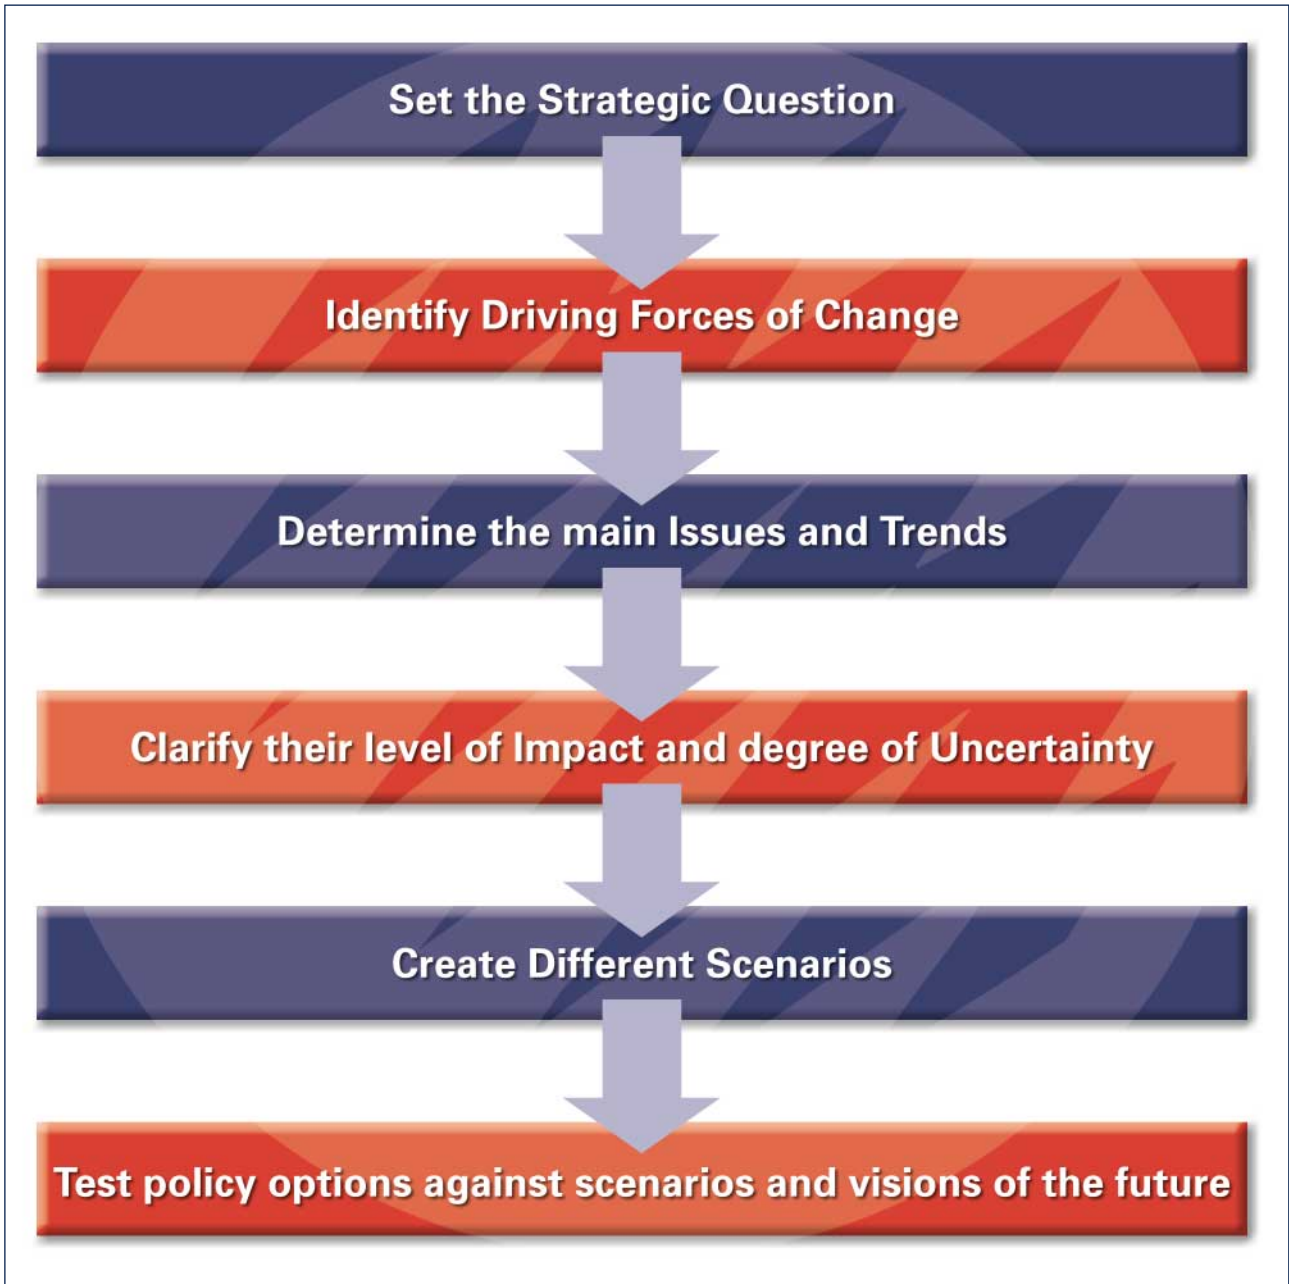 Set the Strategic Question
Identify Driving Forces of Change
Determine the main Issues and Trends
Clarify their level of Impact and degree of Uncertainty
Create Different Scenarios
Test policy options against scenarios and visions of the future